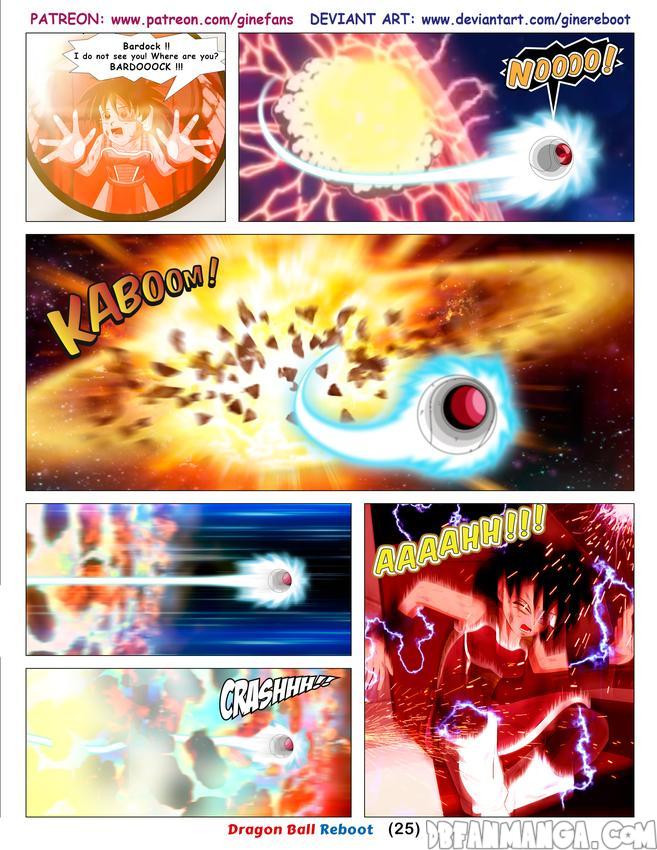 PATREON: www.patreon.com/ginefans DEVIANT ART: www.deviantart.com/ginereboot
Bardock !!
I do not see you! Where are you?
BARDOOOCK !!!
NOOOO!
KABOOM!
AAAAHH!!!
CRASHHH!!
Dragon Ball Reboot (25)
DBFANMANGA.COM